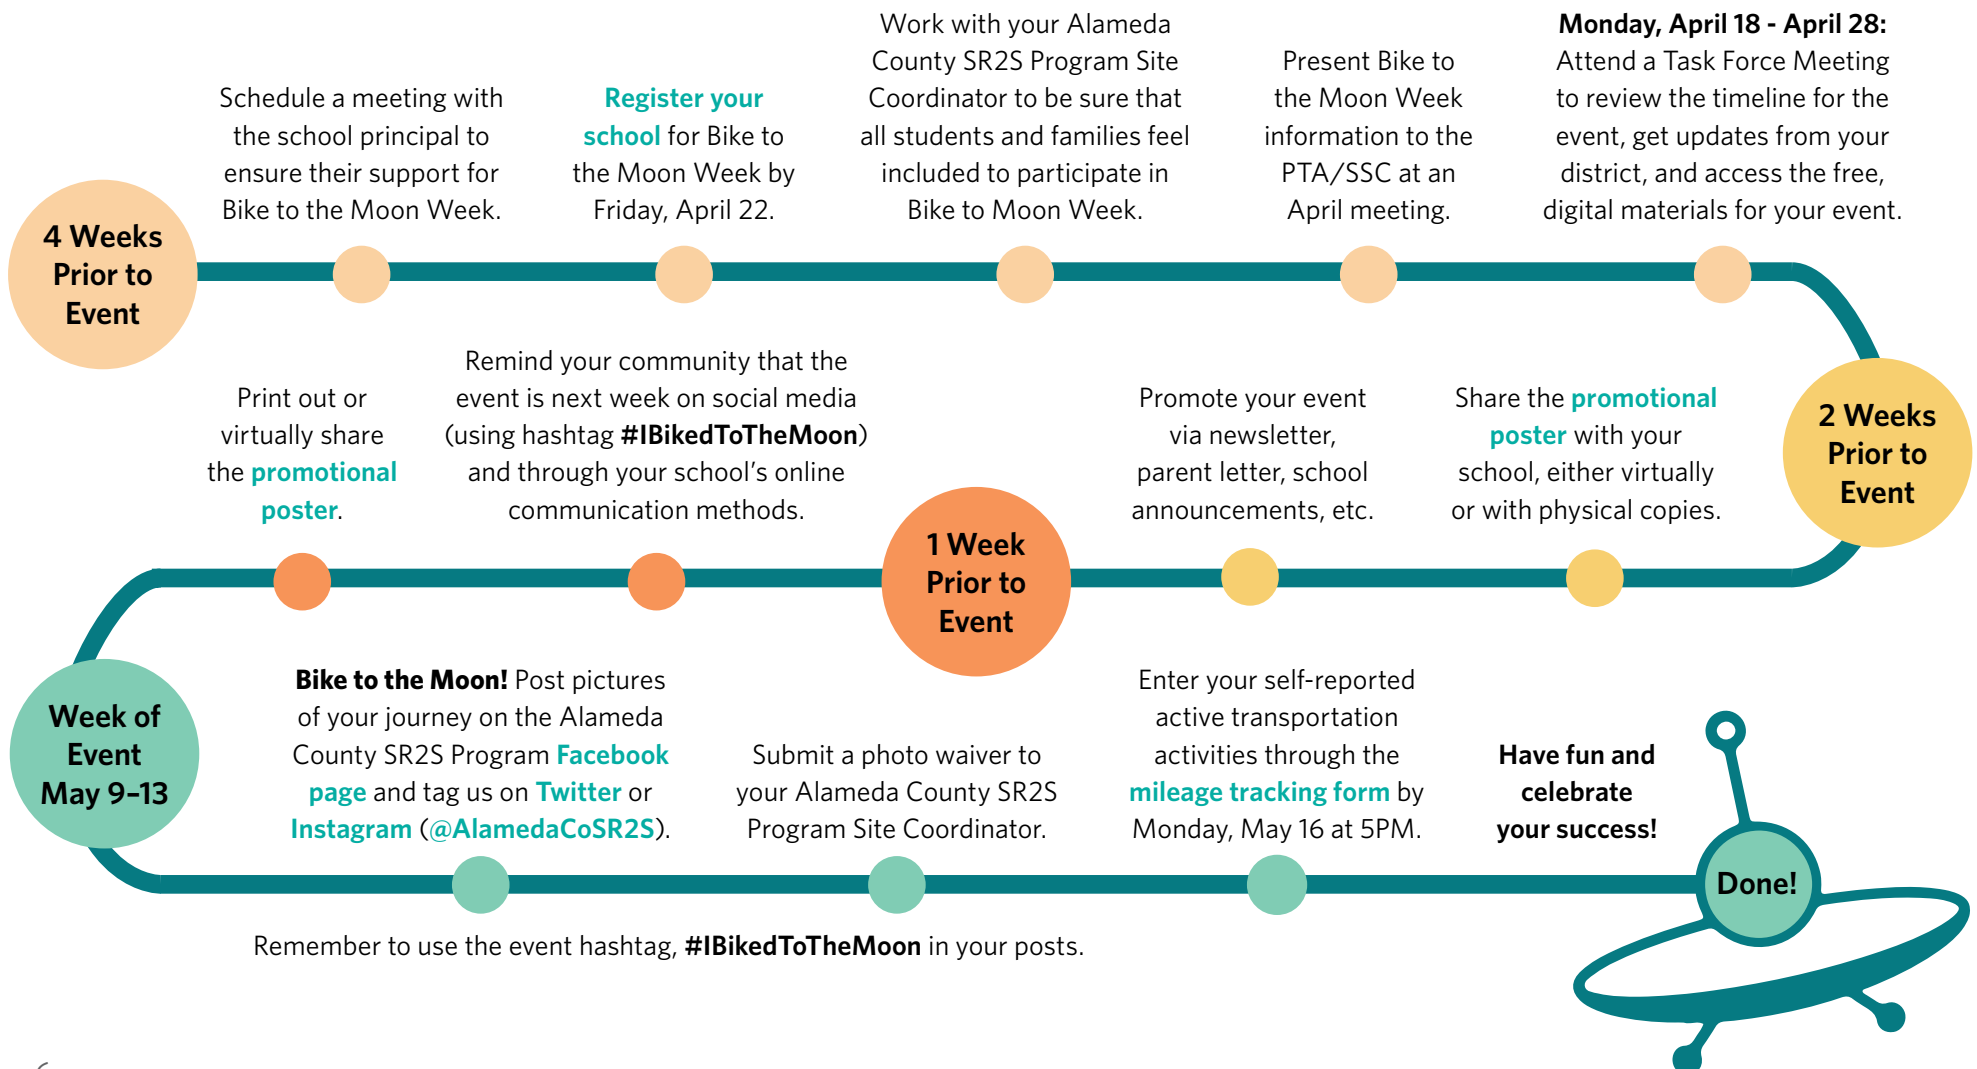 4 Weeks
Prior to
Event
Schedule a meeting with
the school principal to
ensure their support for
Bike to the Moon Week.
Register your
school for Bike to
the Moon Week by
Friday, April 22.
Work with your Alameda
County SR2S Program Site
Coordinator to be sure that
all students and families feel
included to participate in
Bike to Moon Week.
Present Bike to
the Moon Week
information to the
PTA/SSC at an
April meeting.
Monday, April 18 - April 28:
Attend a Task Force Meeting
to review the timeline for the
event, get updates from your
district, and access the free,
digital materials for your event.
2 Weeks
Prior to
Event
Share the promotional
poster with your
school, either virtually
or with physical copies.
Promote your event
via newsletter,
parent letter, school
announcements, etc.
1 Week
Prior to
Event
Remind your community that the
event is next week on social media
(using hashtag #IBikedToTheMoon)
and through your school’s online
communication methods.
Print out or
virtually share
the promotional
poster.
Week of
Event
May 9–13
Bike to the Moon! Post pictures
of your journey on the Alameda
County SR2S Program Facebook
page and tag us on Twitter or
Instagram (@AlamedaCoSR2S).
Submit a photo waiver to
your Alameda County SR2S
Program Site Coordinator.
Enter your self-reported
active transportation
activities through the
mileage tracking form by
Monday, May 16 at 5PM.
Have fun and
celebrate
your success!
Done!
Remember to use the event hashtag, #IBikedToTheMoon in your posts.